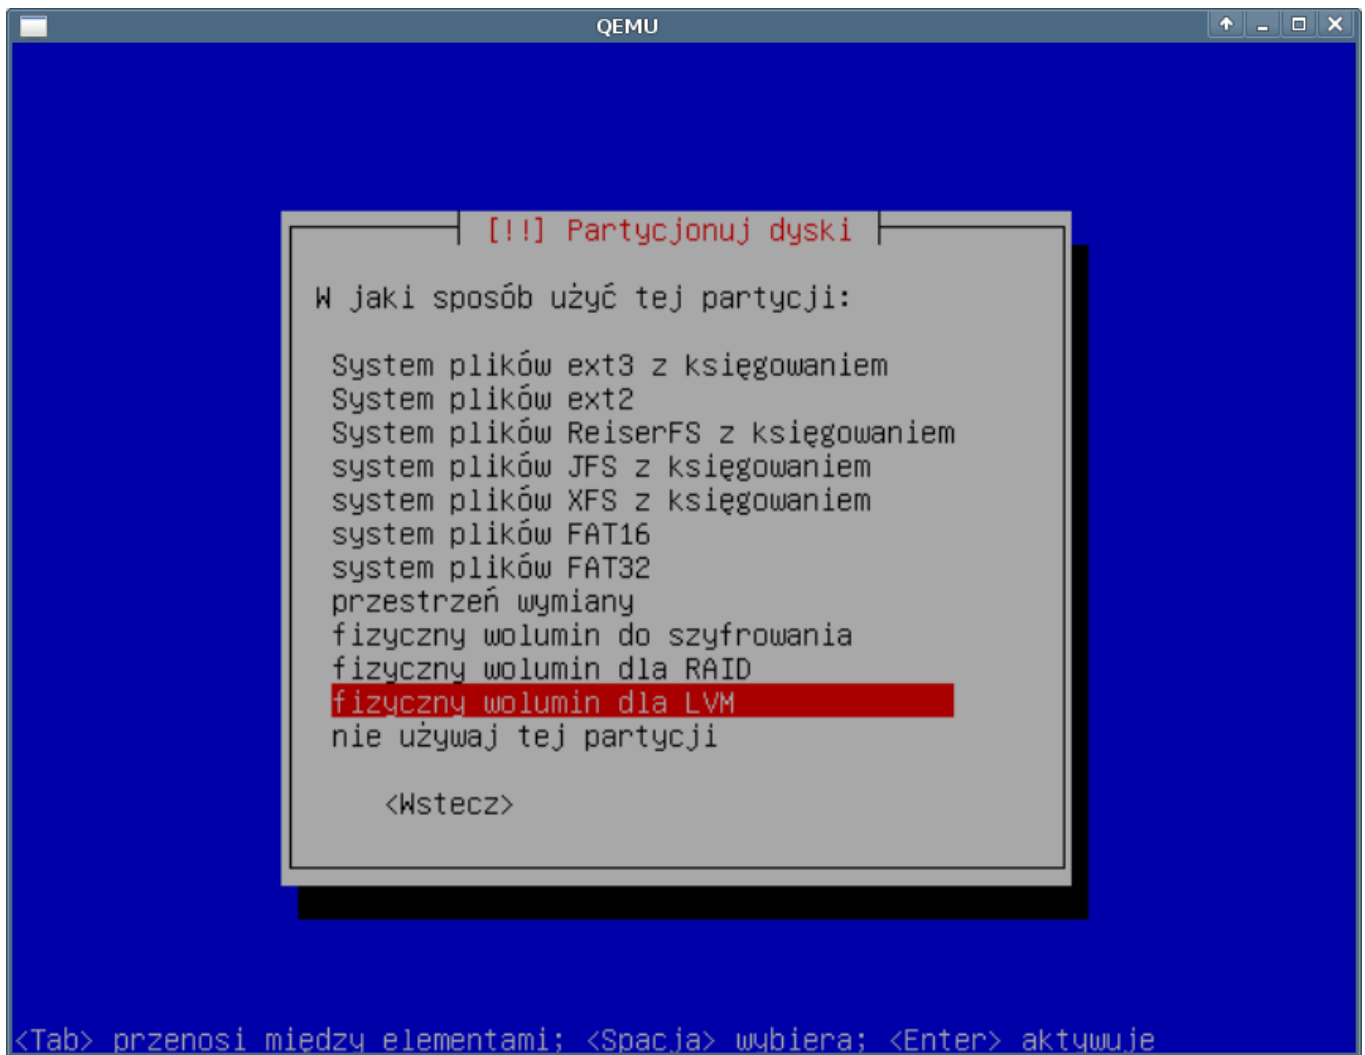 QEMU
[!!] Partycjonuj dyski
W jaki sposób użyć tej partycji:
System plików ext3 z księgowaniem
System plików ext2
System plików ReiserFS z księgowaniem
system plików JFS z księgowaniem
system plików XFS z księgowaniem
system plików FAT16
system plików FAT32
przestrzeń wymiany
fizyczny wolumin do szyfrowania
fizyczny wolumin dla RAID
fizyczny wolumin dla LVM
nie używaj tej partycji
<Wstecz>
<Tab> przenosi między elementami; <Spacja> wybiera; <Enter> aktywuje